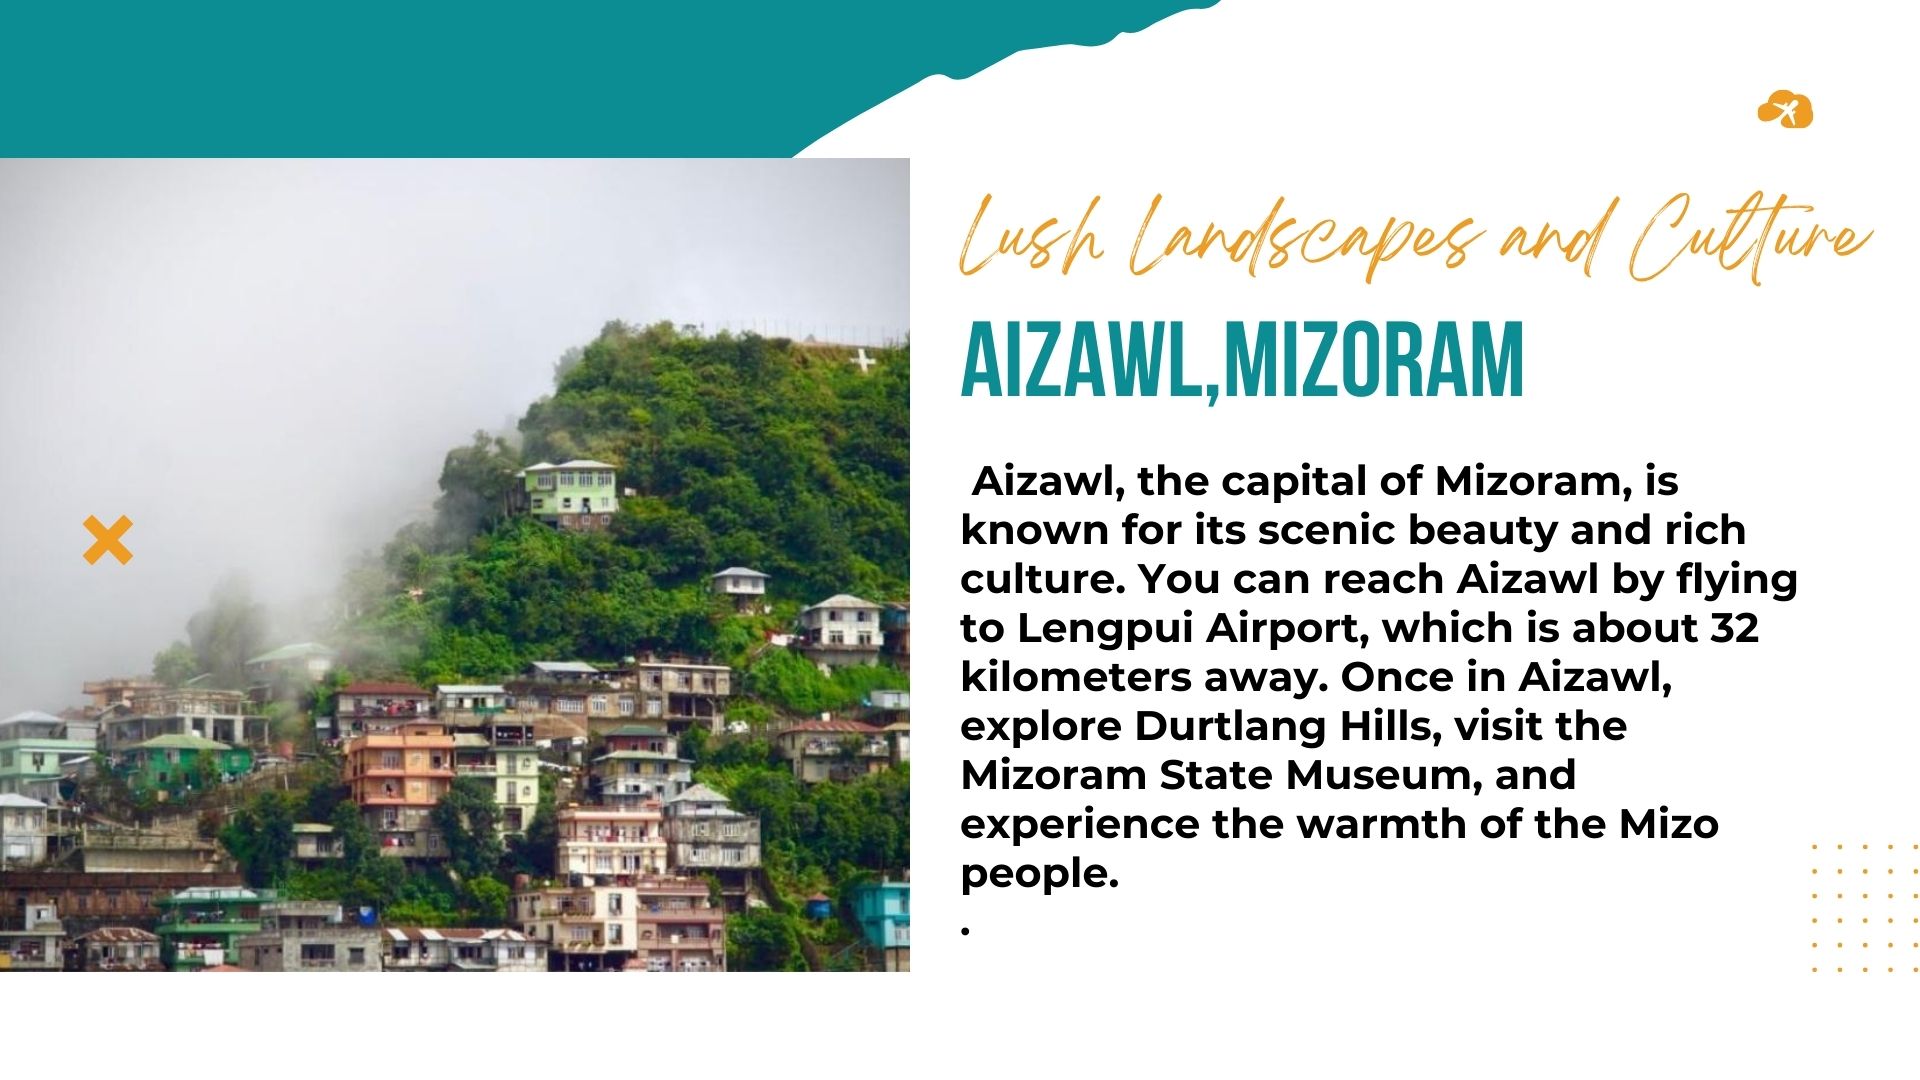 Lush Landscapes and Culture
AIZAWL,MIZORAM
Aizawl, the capital of Mizoram, is
known for its scenic beauty and rich
culture. You can reach Aizawl by flying
to Lengpui Airport, which is about 32
kilometers away. Once in Aizawl,
explore Durtlang Hills, visit the
Mizoram State Museum, and
experience the warmth of the Mizo
people.
.